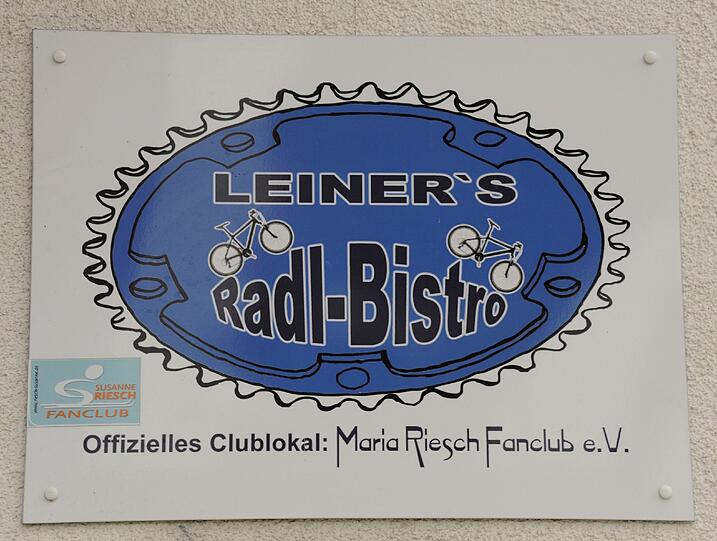 LEINER`S
Radl-Bistro
SUSANNE
RIESCH
FANCLUB
Offizielles Clublokal: Maria Riesch Fanclub e.V.